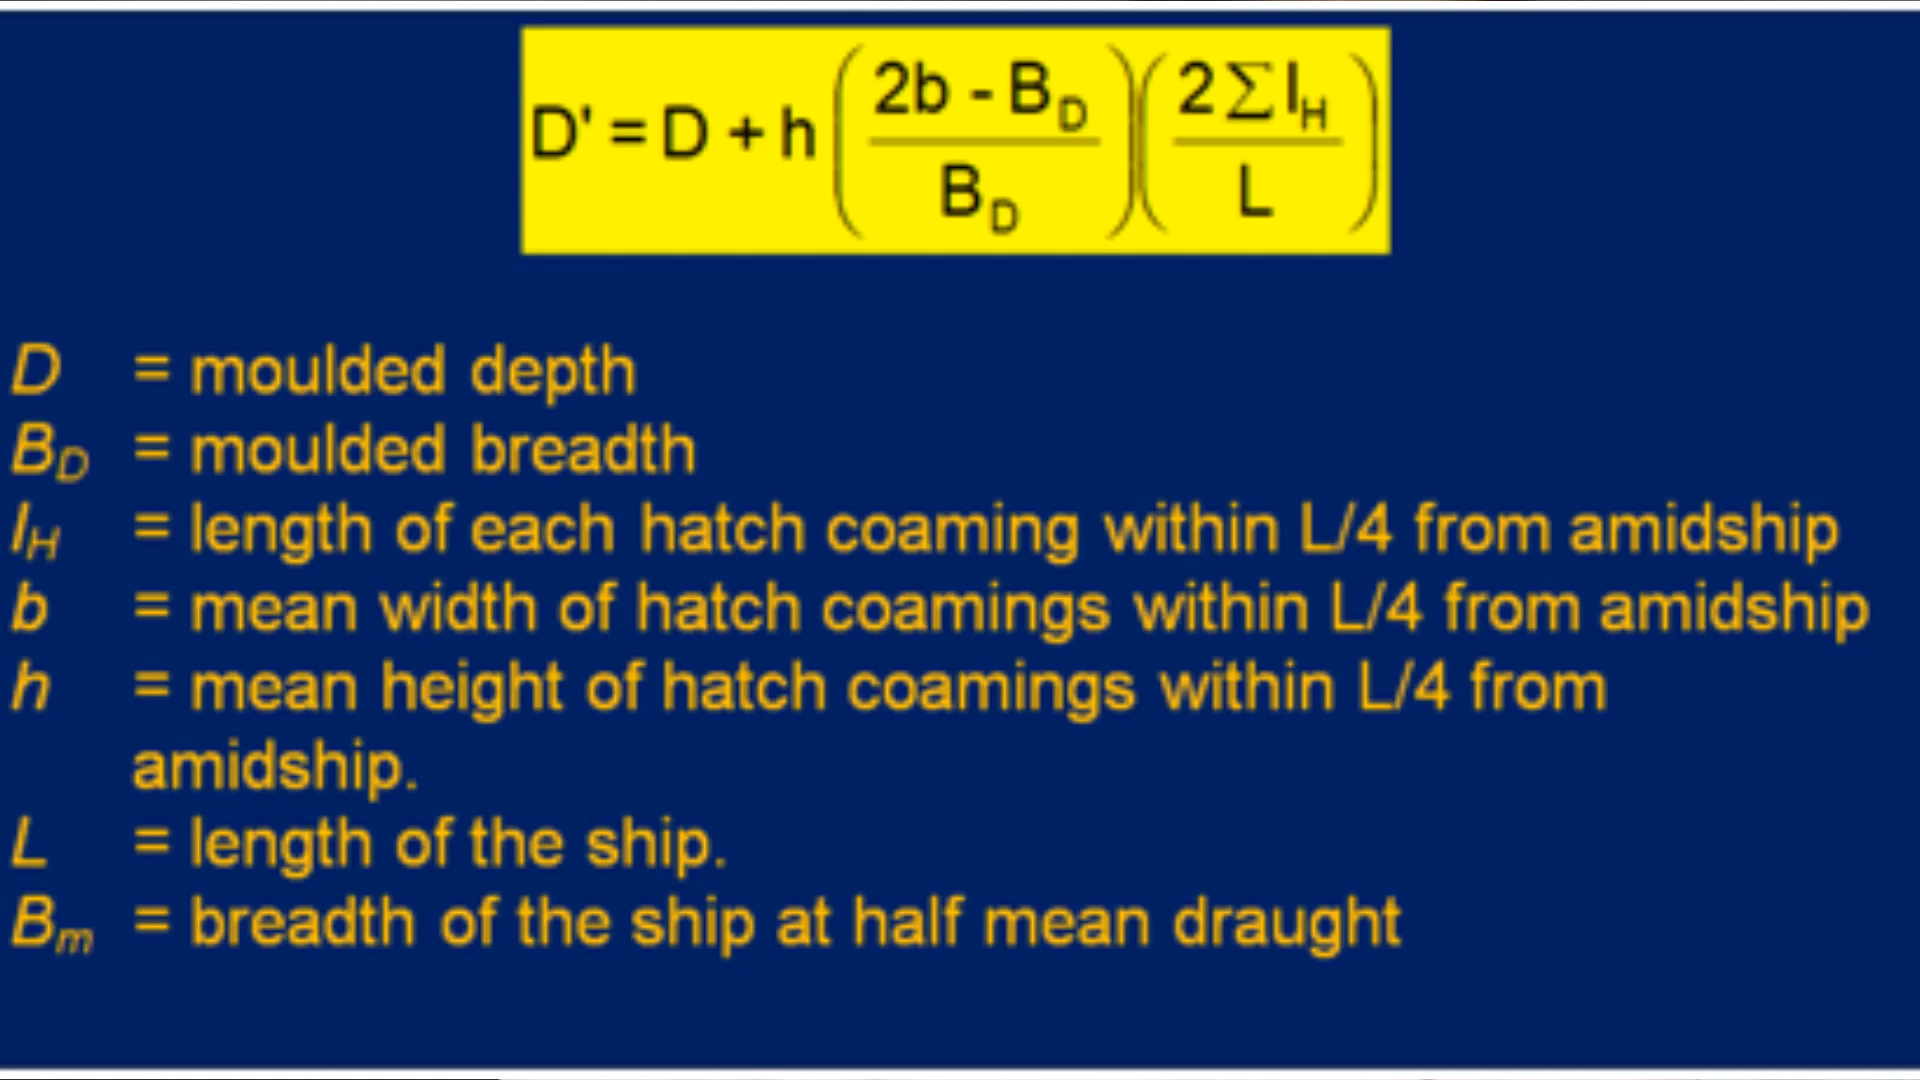 D' = D + h ( 2b - B_D / B_D ) ( 2 ∑ l_H / L )
D = moulded depth
B_D = moulded breadth
l_H = length of each hatch coaming within L/4 from amidship
b = mean width of hatch coamings within L/4 from amidship
h = mean height of hatch coamings within L/4 from
amidship.
L = length of the ship.
B_m = breadth of the ship at half mean draught